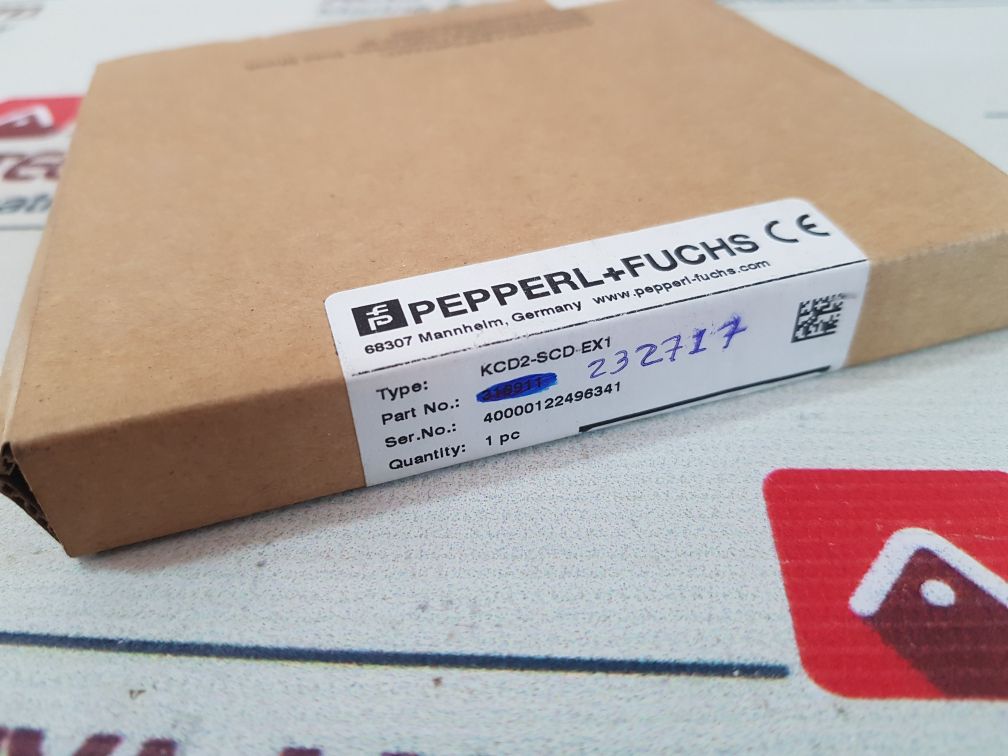 PEPPERL+FUCHS CE
68307 Mannheim, Germany www.pepperl-fuchs.com
Type: KCD2-SCD-EX1
Part No.: 232717
Ser.No.: 40000122496341
Quantity: 1 pc